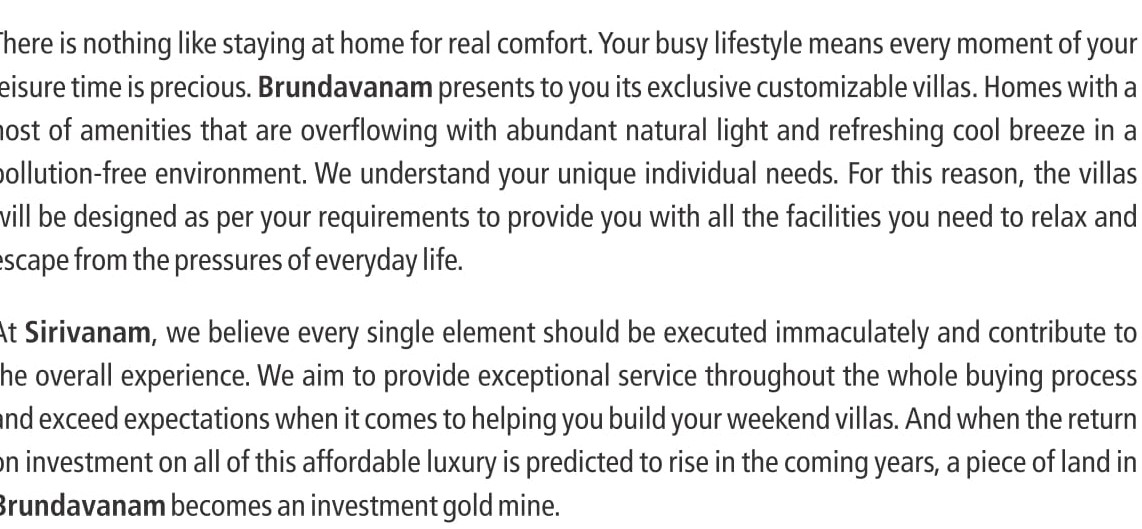 There is nothing like staying at home for real comfort. Your busy lifestyle means every moment of your
leisure time is precious. Brundavanam presents to you its exclusive customizable villas. Homes with a
host of amenities that are overflowing with abundant natural light and refreshing cool breeze in a
pollution-free environment. We understand your unique individual needs. For this reason, the villas
will be designed as per your requirements to provide you with all the facilities you need to relax and
escape from the pressures of everyday life.
At Sirivanam, we believe every single element should be executed immaculately and contribute to
the overall experience. We aim to provide exceptional service throughout the whole buying process
and exceed expectations when it comes to helping you build your weekend villas. And when the return
on investment on all of this affordable luxury is predicted to rise in the coming years, a piece of land in
Brundavanam becomes an investment gold mine.